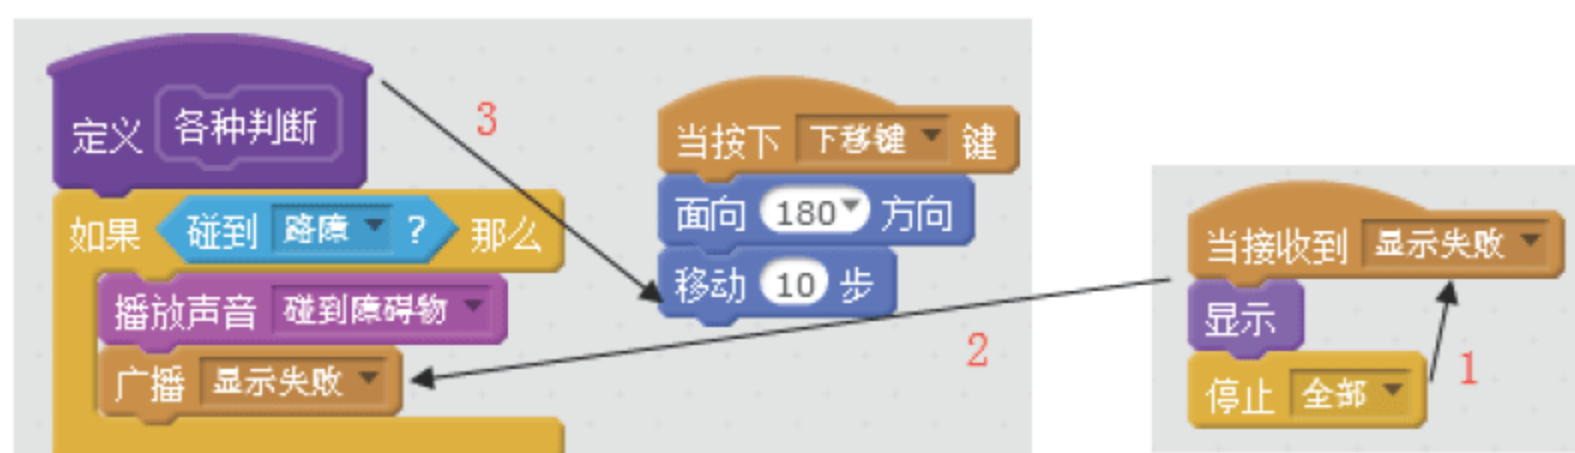 定义 各种判断
如果 碰到 路障 ? 那么
播放声音 碰到障碍物
广播 显示失败
3
当按下 下移键 键
面向 180 方向
移动 10 步
2
当接收到 显示失败
显示
停止 全部
1